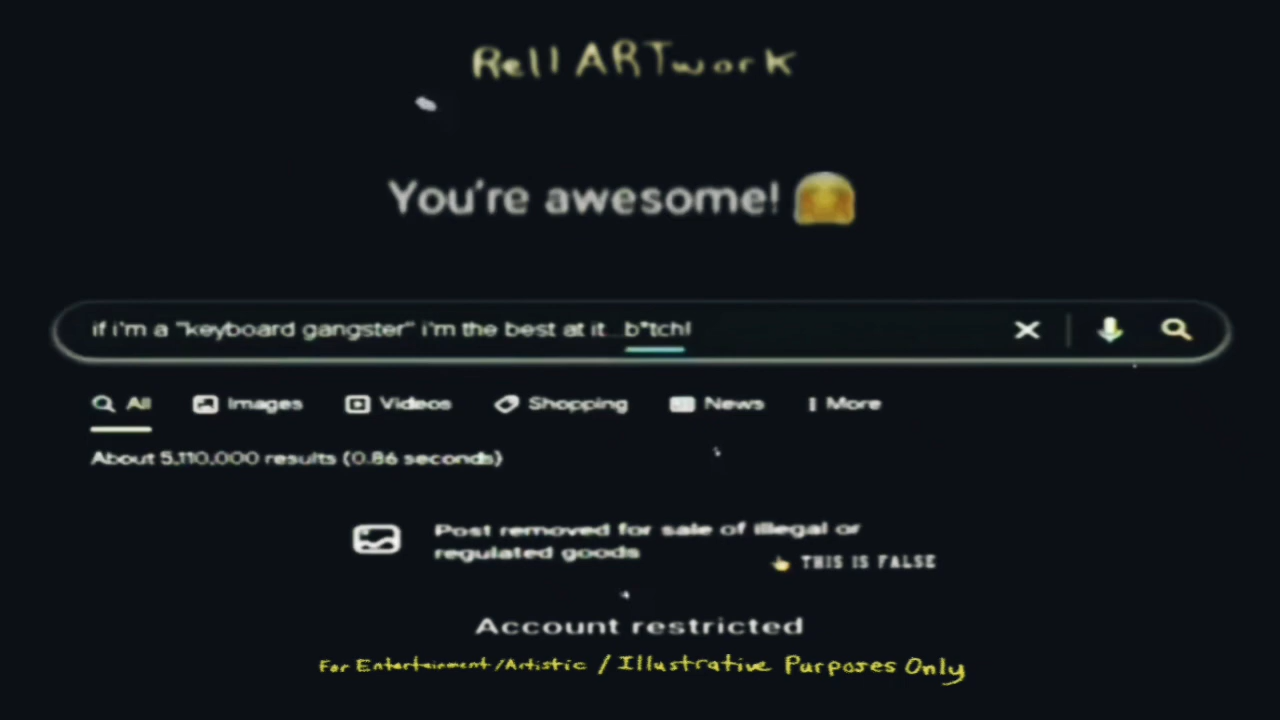 Rell ARTwork
You're awesome!
if i'm a "keyboard gangster" i'm the best at it b*tch!
All Images Videos Shopping News More
About 5,110,000 results (0.86 seconds)
Post removed for sale of illegal or
regulated goods
THIS IS FALSE
Account restricted
For Entertainment/Artistic / Illustrative Purposes Only